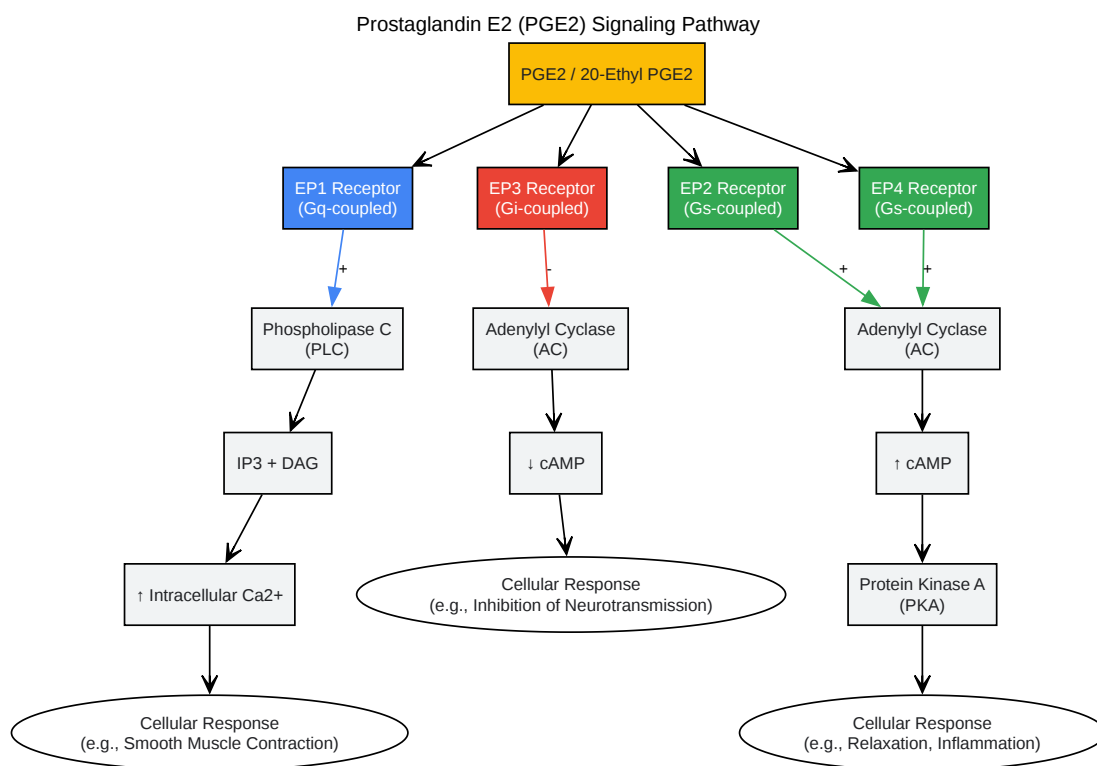 Prostaglandin E2 (PGE2) Signaling Pathway
PGE2 / 20-Ethyl PGE2
EP1 Receptor
(Gq-coupled)
EP3 Receptor
(Gi-coupled)
EP2 Receptor
(Gs-coupled)
EP4 Receptor
(Gs-coupled)
+
-
+
+
Phospholipase C
(PLC)
Adenylyl Cyclase
(AC)
Adenylyl Cyclase
(AC)
IP3 + DAG
↓ cAMP
↑ cAMP
↑ Intracellular Ca2+
Cellular Response
(e.g., Inhibition of Neurotransmission)
Protein Kinase A
(PKA)
Cellular Response
(e.g., Smooth Muscle Contraction)
Cellular Response
(e.g., Relaxation, Inflammation)